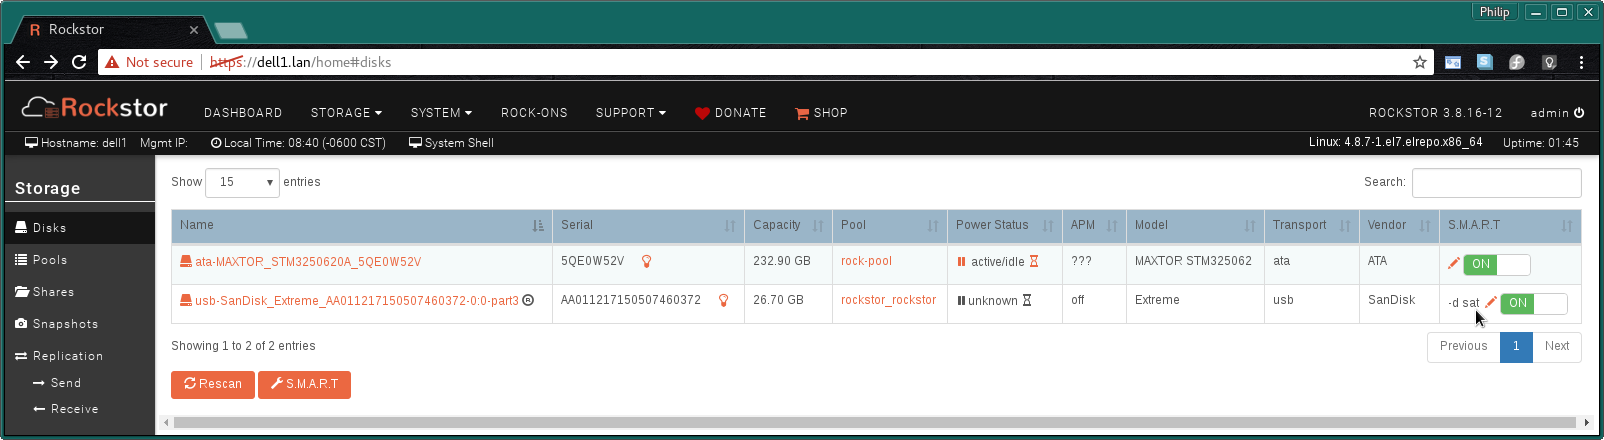 Philip
Rockstor
Not secure https://dell1.lan/home#disks
Rockstor DASHBOARD STORAGE SYSTEM ROCK-ONS SUPPORT DONATE SHOP ROCKSTOR 3.8.16-12 admin
Hostname: dell1 Mgmt IP: Local Time: 08:40 (-0600 CST) System Shell Linux: 4.8.7-1.el7.elrepo.x86_64 Uptime: 01:45
Storage
Disks
Pools
Shares
Snapshots
Replication
Send
Receive
Show 15 entries Search:
Name Serial Capacity Pool Power Status APM Model Transport Vendor S.M.A.R.T
ata-MAXTOR_STM3250620A_5QE0W52V 5QE0W52V 232.90 GB rock-pool active/idle ??? MAXTOR STM325062 ata ATA ON
usb-SanDisk_Extreme_AA011217150507460372-0:0-part3 R AA011217150507460372 26.70 GB rockstor_rockstor unknown off Extreme usb SanDisk -d sat ON
Showing 1 to 2 of 2 entries Previous 1 Next
Rescan S.M.A.R.T